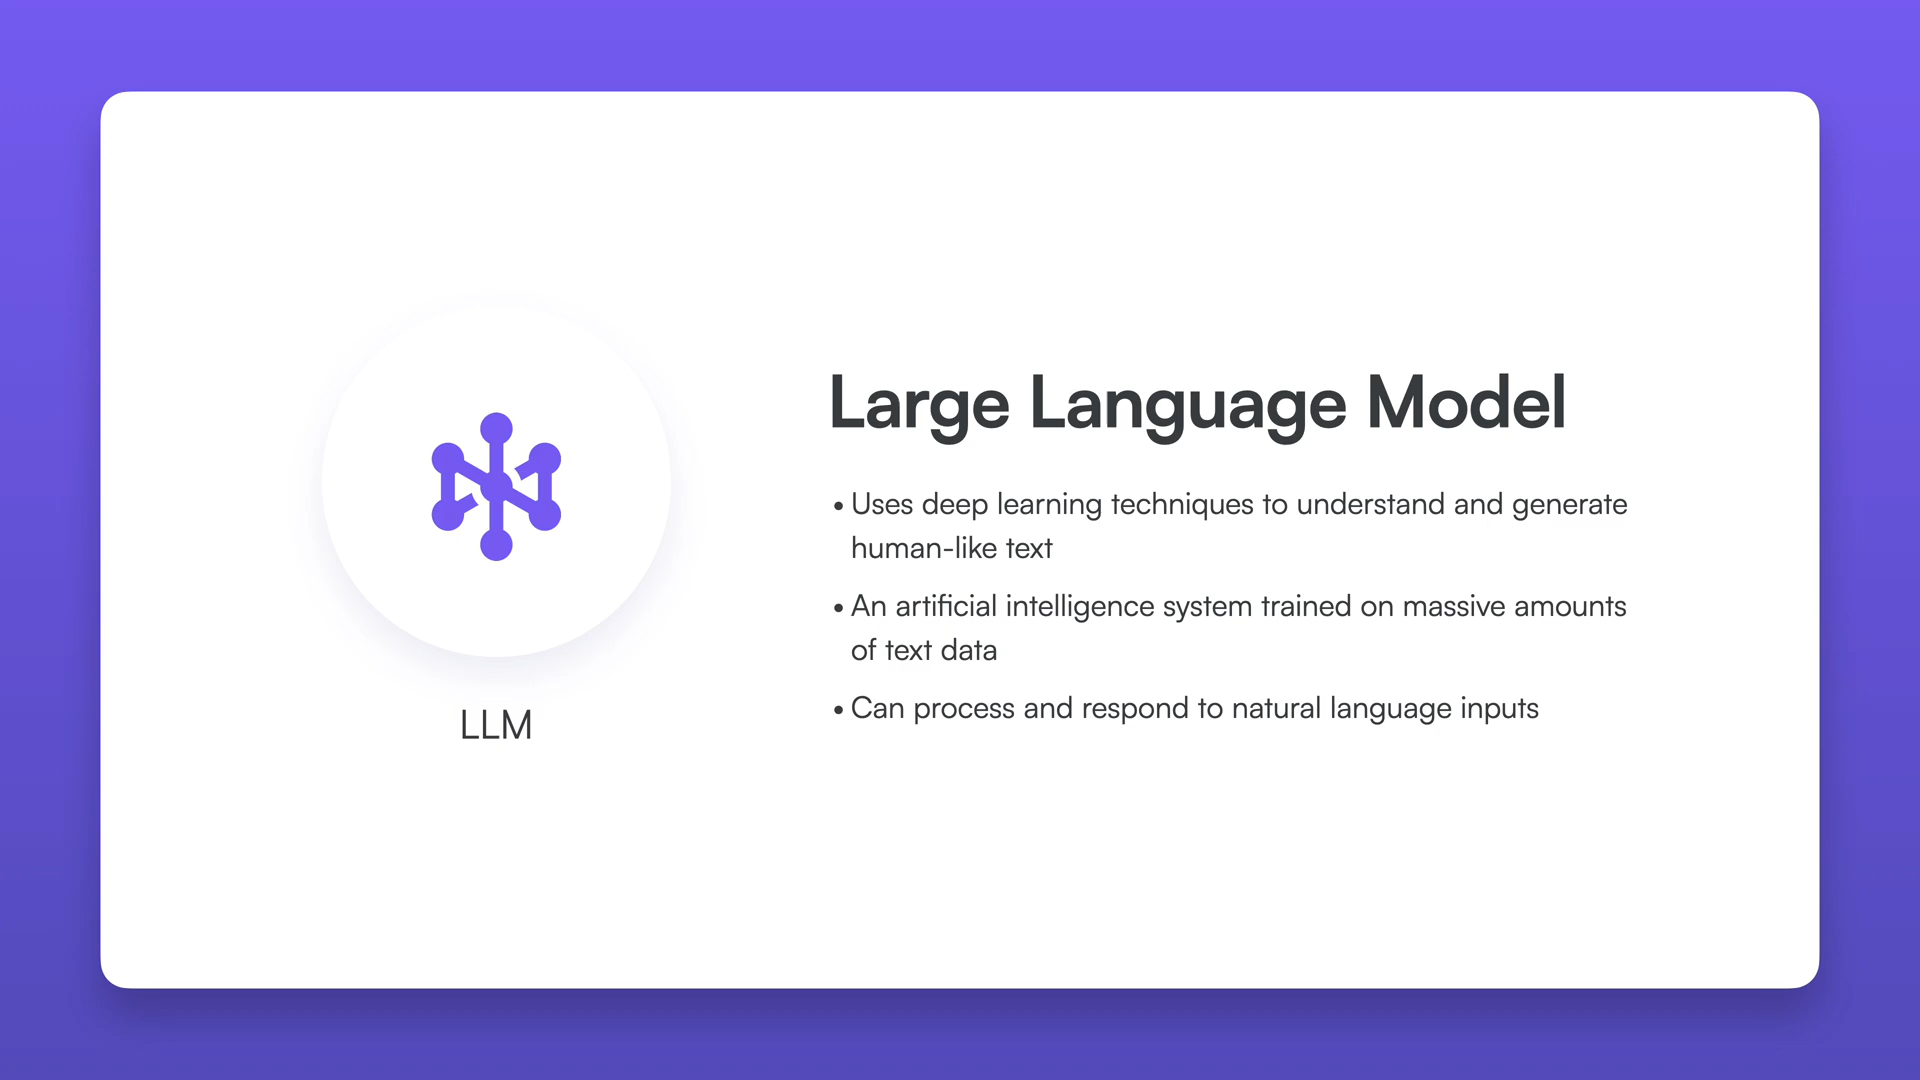 Large Language Model
• Uses deep learning techniques to understand and generate
human-like text
• An artificial intelligence system trained on massive amounts
of text data
• Can process and respond to natural language inputs
LLM